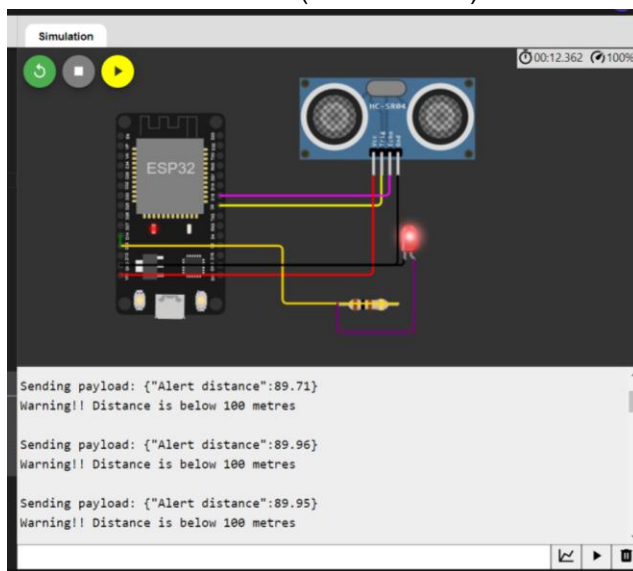 Simulation
00:12.362 100%
HC-SR04
ESP32
Sending payload: {"Alert distance":89.71}
Warning!! Distance is below 100 metres
Sending payload: {"Alert distance":89.96}
Warning!! Distance is below 100 metres
Sending payload: {"Alert distance":89.95}
Warning!! Distance is below 100 metres